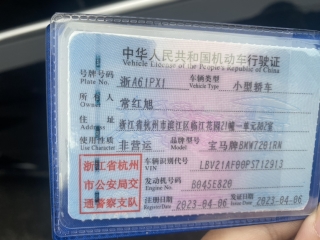 中华人民共和国机动车行驶证
Vehicle License of the People's Republic of China
号牌号码 浙A61PX1 车辆类型 小型轿车
Plate No. Vehicle Type
所有人 常红旭
Owner
住址 浙江省杭州市滨江区临江花园21幢一单元802室
Address
使用性质 非营运 品牌型号 宝马牌BMW7201RN
Use Character Model
浙江省杭州 车辆识别代号 LBV21AF00PS712913
VIN
市公安局交 发动机号码 D04SE820
Engine No.
通警察支队 注册日期 2023-04-06 发证日期 2023-04-06
Register Date Issue Date